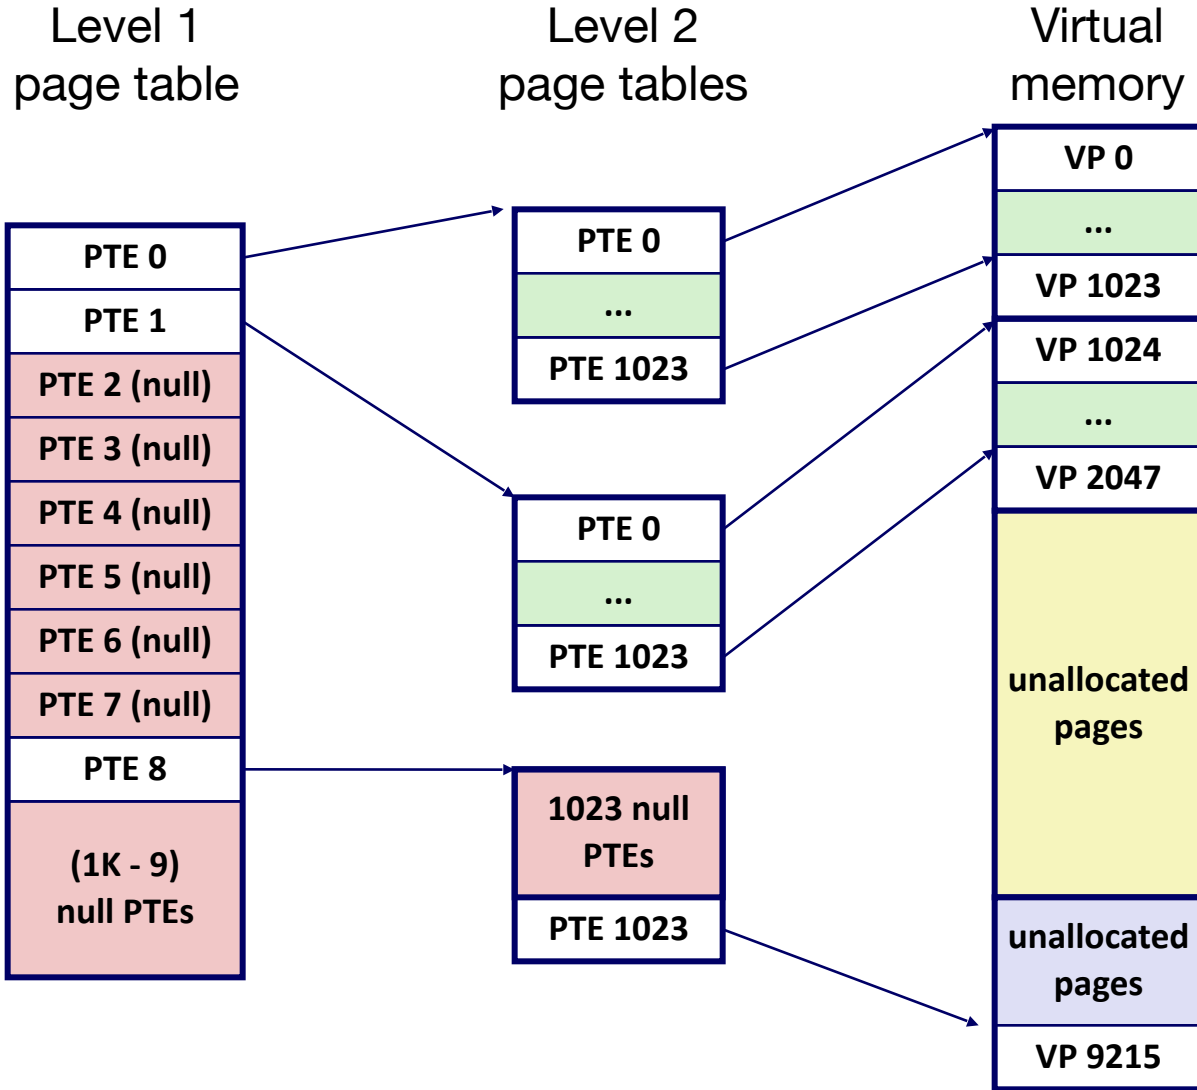 Level 1
page table
Level 2
page tables
Virtual
memory
PTE 0
PTE 1
PTE 2 (null)
PTE 3 (null)
PTE 4 (null)
PTE 5 (null)
PTE 6 (null)
PTE 7 (null)
PTE 8
(1K - 9)
null PTEs
PTE 0
...
PTE 1023
PTE 0
...
PTE 1023
1023 null
PTEs
PTE 1023
VP 0
...
VP 1023
VP 1024
...
VP 2047
unallocated
pages
unallocated
pages
VP 9215